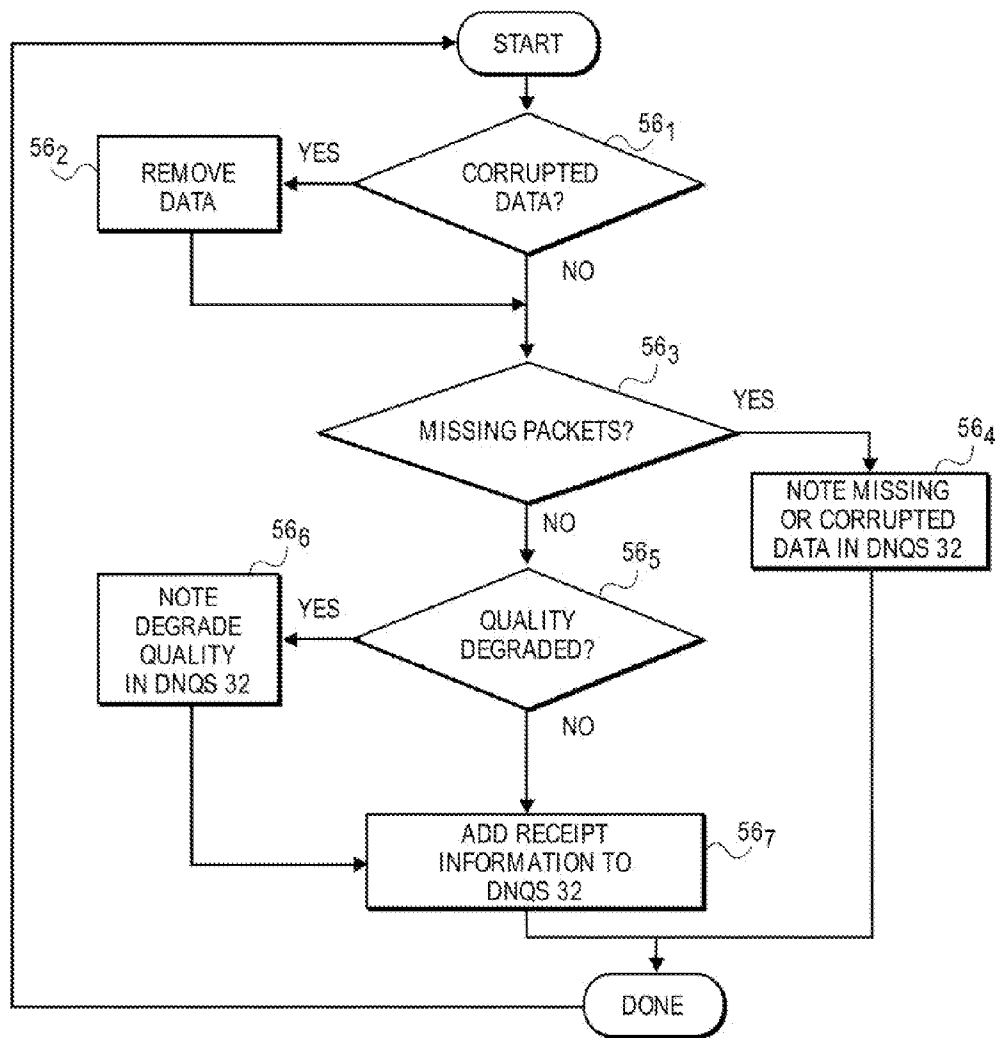 START
56₁
CORRUPTED
DATA?
YES
56₂
REMOVE
DATA
NO
56₃
MISSING PACKETS?
YES
56₄
NOTE MISSING
OR CORRUPTED
DATA IN DNQS 32
NO
56₅
QUALITY
DEGRADED?
YES
56₆
NOTE
DEGRADE
QUALITY
IN DNQS 32
NO
56₇
ADD RECEIPT
INFORMATION TO
DNQS 32
DONE